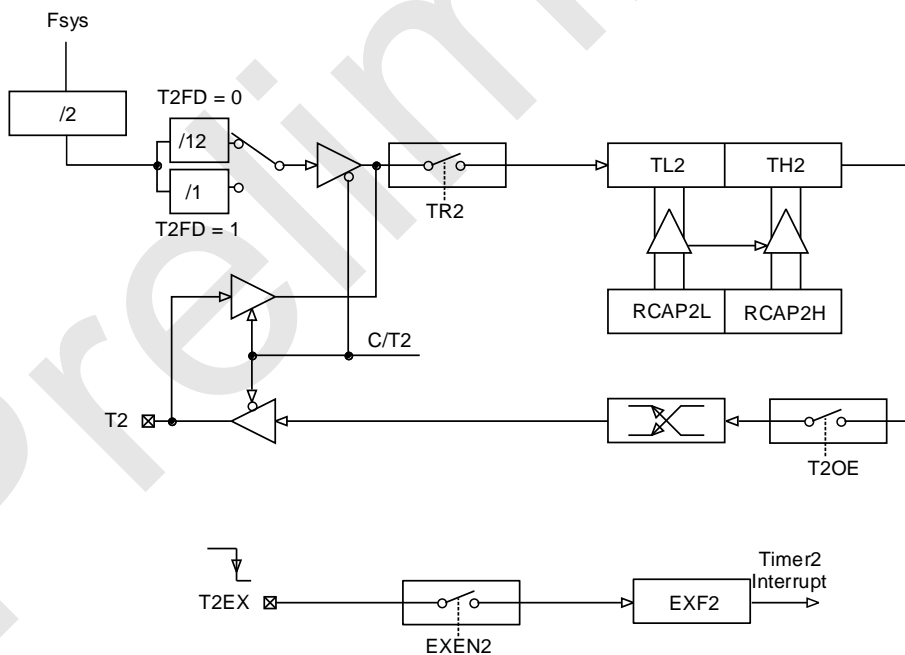 Fsys
/2
T2FD = 0
/12
/1
T2FD = 1
TR2
TL2
TH2
RCAP2L
RCAP2H
C/T2
T2
T2OE
T2EX
EXEN2
EXF2
Timer2
Interrupt
Prelim